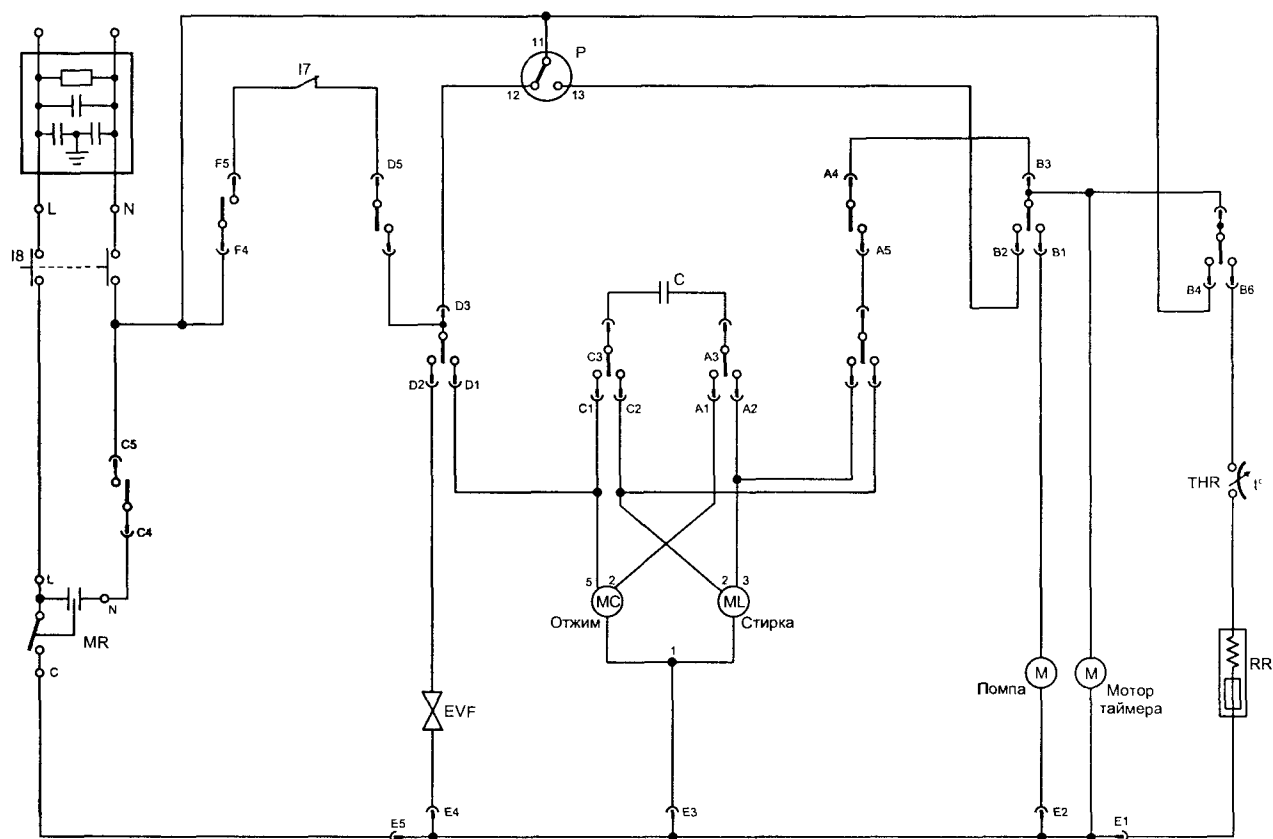 11
P
12
13
I7
F5
D5
F4
L
N
I8
A4
B3
A5
B2
B1
B4
B6
C
D3
C3
A3
D2
D1
C1
C2
A1
A2
C5
C4
THR
t°
L
N
MR
C
5
2
2
3
MC
ML
Отжим
Стирка
1
EVF
M
M
Помпа
Мотор
таймера
RR
E5
E4
E3
E2
E1